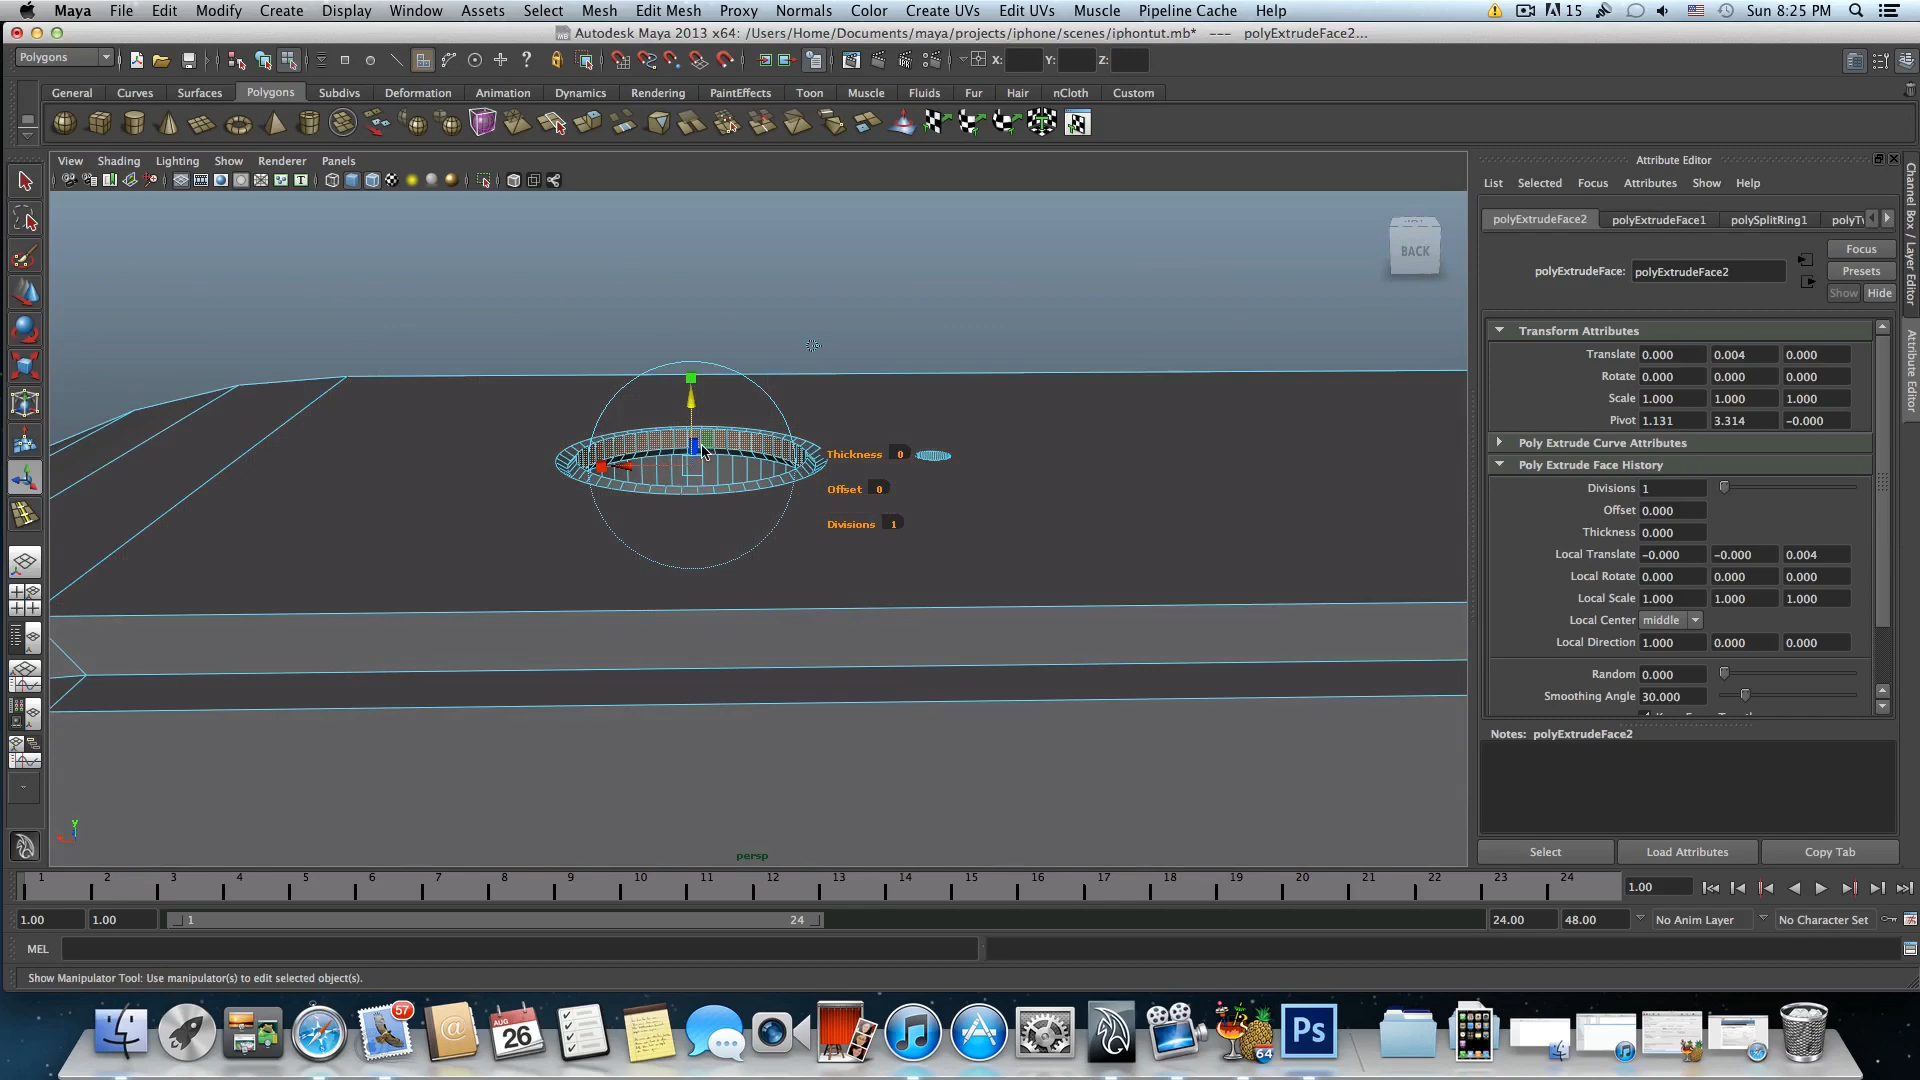 Maya File Edit Modify Create Display Window Assets Select Mesh Edit Mesh Proxy Normals Color Create UVs Edit UVs Muscle Pipeline Cache Help 15 Sun 8:25 PM
Autodesk Maya 2013 x64: /Users/Home/Documents/maya/projects/iphone/scenes/iphontut.mb* --- polyExtrudeFace2...
Polygons X: Y: Z:
General Curves Surfaces Polygons Subdivs Deformation Animation Dynamics Rendering PaintEffects Toon Muscle Fluids Fur Hair nCloth Custom
View Shading Lighting Show Renderer Panels
BACK
Thickness 0
Offset 0
Divisions 1
persp
Attribute Editor
List Selected Focus Attributes Show Help
polyExtrudeFace2 polyExtrudeFace1 polySplitRing1
Focus
polyExtrudeFace: polyExtrudeFace2 Presets
Show Hide
Transform Attributes
Translate 0.000 0.004 0.000
Rotate 0.000 0.000 0.000
Scale 1.000 1.000 1.000
Pivot 1.131 3.314 -0.000
Poly Extrude Curve Attributes
Poly Extrude Face History
Divisions 1
Offset 0.000
Thickness 0.000
Local Translate -0.000 -0.000 0.004
Local Rotate 0.000 0.000 0.000
Local Scale 1.000 1.000 1.000
Local Center middle
Local Direction 1.000 0.000 0.000
Random 0.000
Smoothing Angle 30.000
Notes: polyExtrudeFace2
Select Load Attributes Copy Tab
Channel Box / Layer Editor
Attribute Editor
1 2 3 4 5 6 7 8 9 10 11 12 13 14 15 16 17 18 19 20 21 22 23 24 1.00
1.00 1.00 1 24 24.00 48.00 No Anim Layer No Character Set
MEL
Show Manipulator Tool: Use manipulator(s) to edit selected object(s).
57
AUG
26
64
Ps